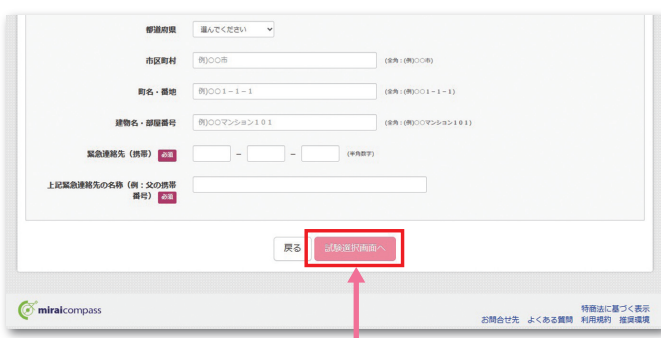 都道府県 選んでください
市区町村 例)○○市 (全角:(例)○○市)
町名・番地 例)○○1-1-1 (全角:(例)○○1-1-1)
建物名・部屋番号 例)○○マンション101 (全角:(例)○○マンション101)
緊急連絡先(携帯) 必須 - - (半角数字)
上記緊急連絡先の名称(例:父の携帯
番号) 必須
戻る 試験選択画面へ
miraicompass
特商法に基づく表示
お問合せ先 よくある質問 利用規約 推奨環境